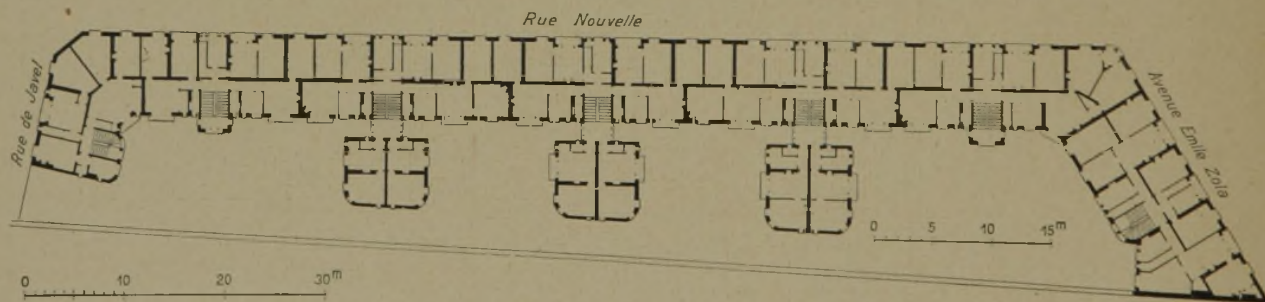 Rue Nouvelle
Rue de Javel
Avenue Emile Zola
0 5 10 15m
0 10 20 30m